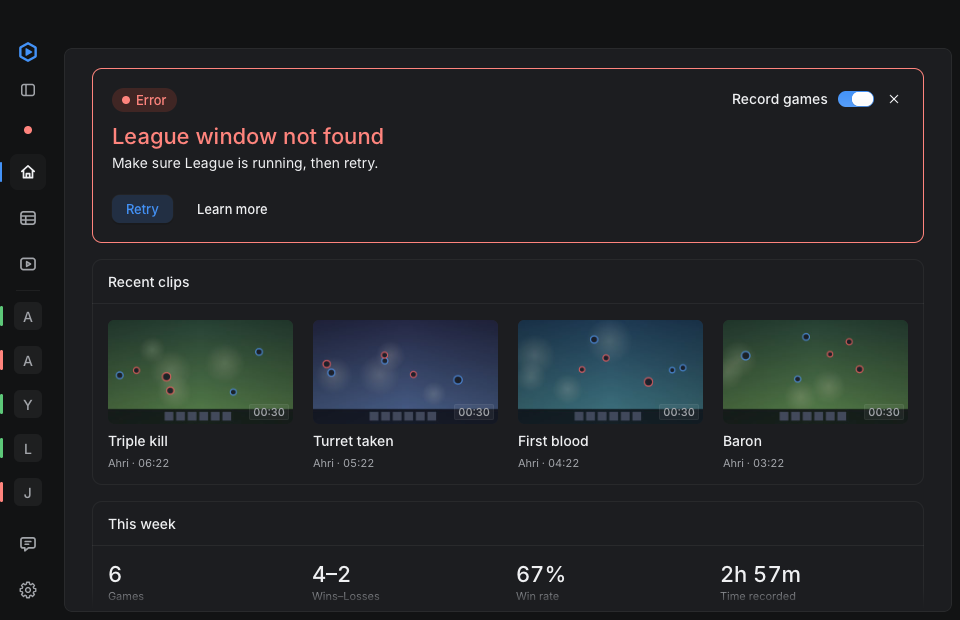 Error
Record games
League window not found
Make sure League is running, then retry.
Retry
Learn more
Recent clips
00:30
00:30
00:30
00:30
Triple kill
Turret taken
First blood
Baron
Ahri · 06:22
Ahri · 05:22
Ahri · 04:22
Ahri · 03:22
This week
6
4–2
67%
2h 57m
Games
Wins–Losses
Win rate
Time recorded
A
A
Y
L
J